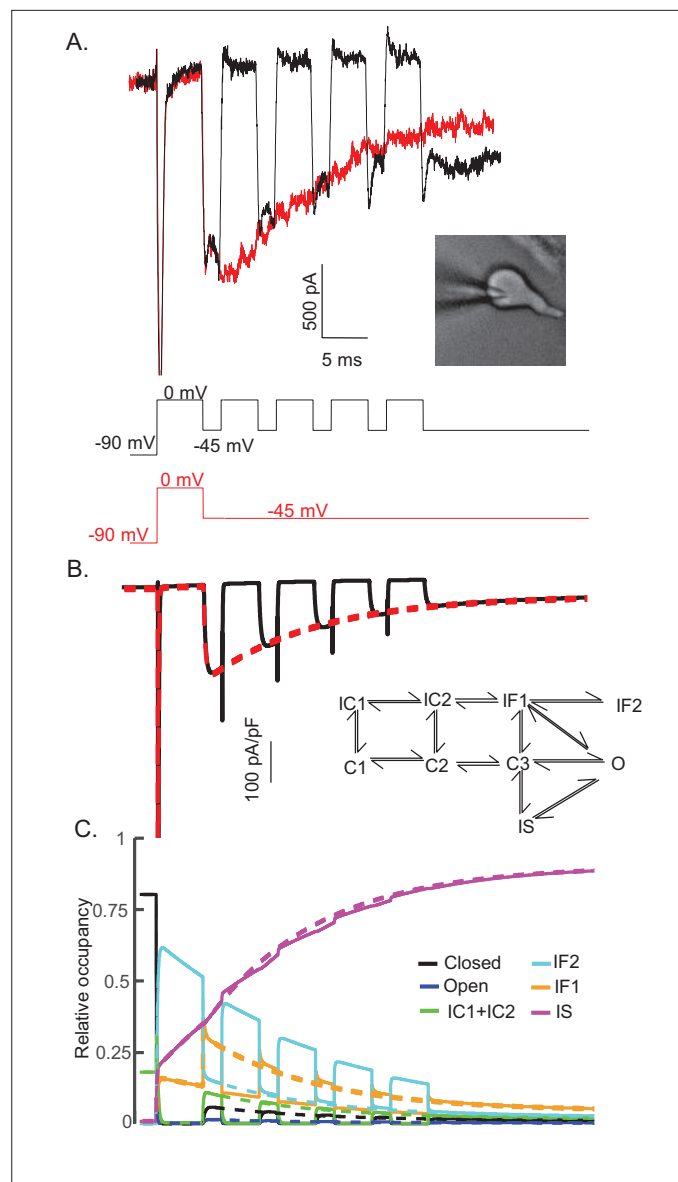 A.
500 pA
5 ms
0 mV
-90 mV
-45 mV
0 mV
-45 mV
-90 mV
B.
100 pA/pF
IC1 IC2 IF1 IF2
C1 C2 C3 O
IS
C.
Relative occupancy
1
0.75
0.5
0.25
0
Closed IF2
Open IF1
IC1+IC2 IS